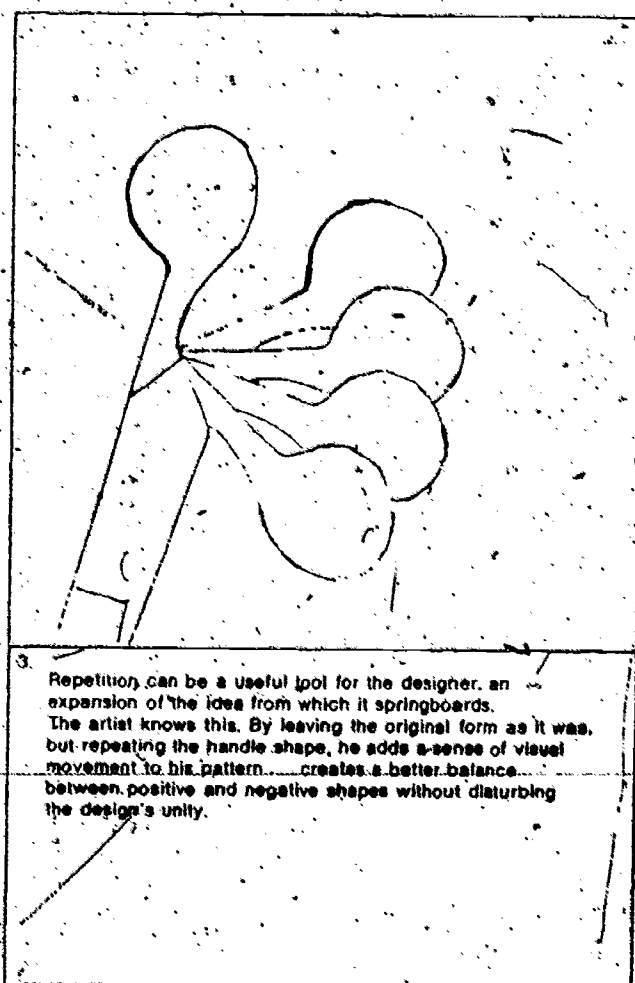 3.
Repetition can be a useful tool for the designer. an
expansion of the idea from which it springboards.
The artist knows this. By leaving the original form as it was,
but repeating the handle shape, he adds a sense of visual
movement to his pattern.....creates a better balance
between positive and negative shapes without disturbing
the design's unity.